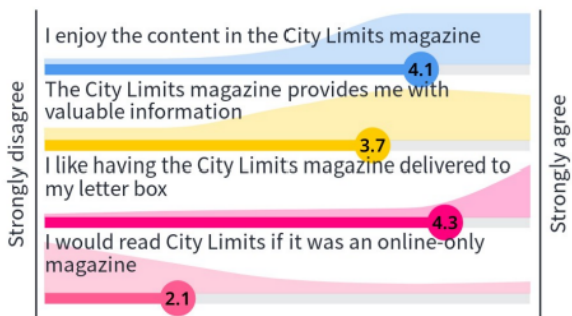 I enjoy the content in the City Limits magazine
4.1
The City Limits magazine provides me with
valuable information
3.7
I like having the City Limits magazine delivered to
my letter box
4.3
I would read City Limits if it was an online-only
magazine
2.1
Strongly disagree
Strongly agree